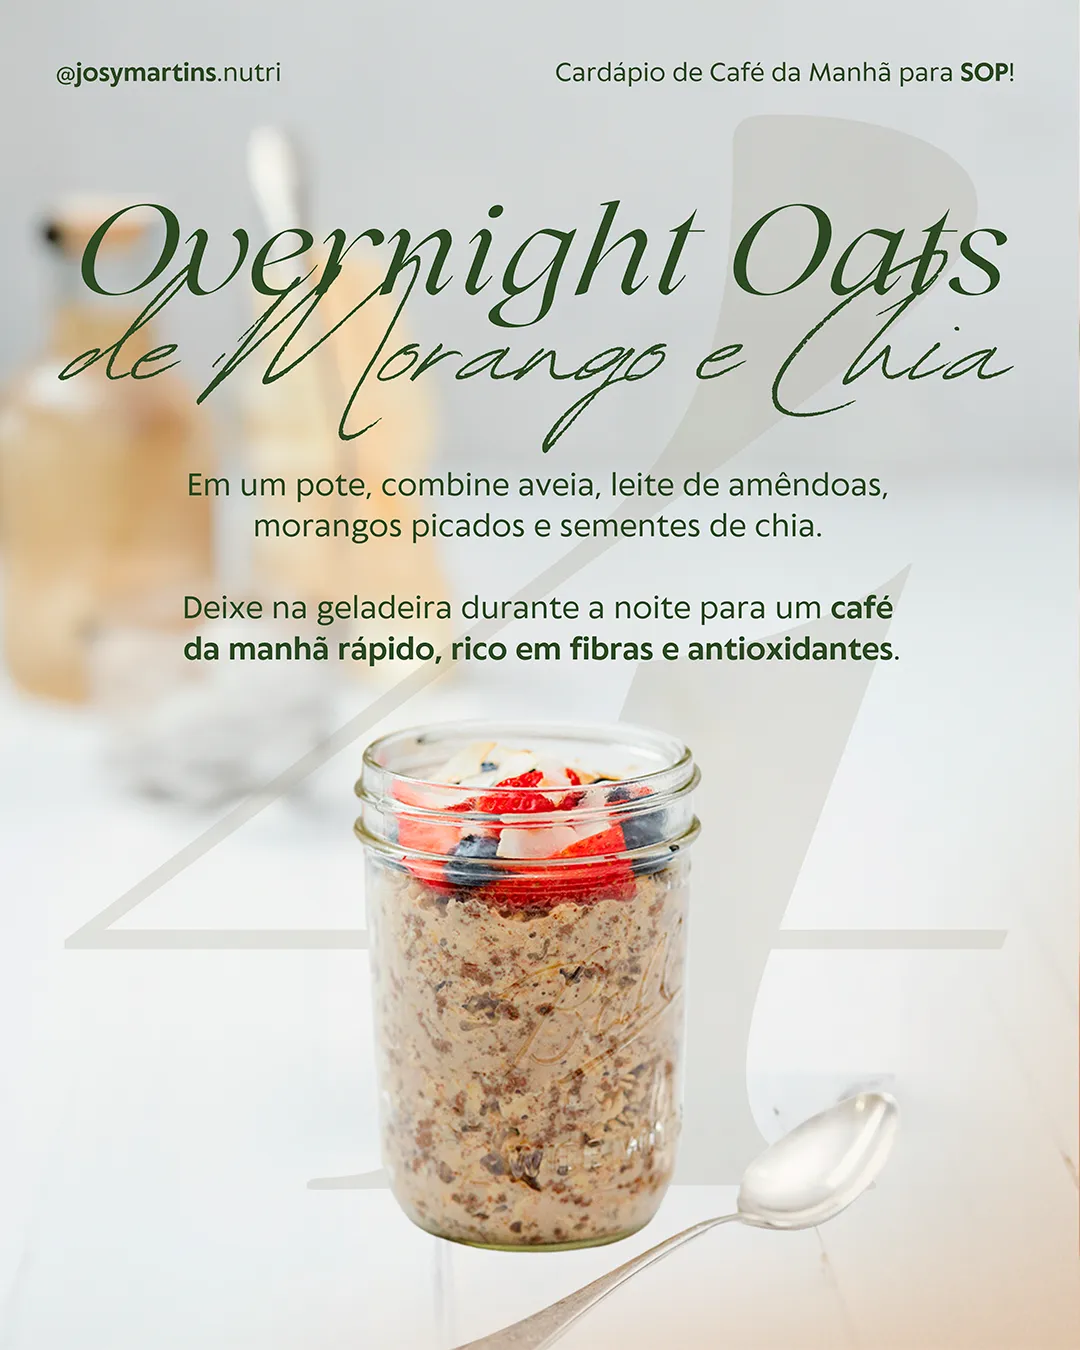 @josymartins.nutri
Cardápio de Café da Manhã para SOP!
Overnight Oats
de Morango e Chia
Em um pote, combine aveia, leite de amêndoas,
morangos picados e sementes de chia.
Deixe na geladeira durante a noite para um café
da manhã rápido, rico em fibras e antioxidantes.
4
Ball